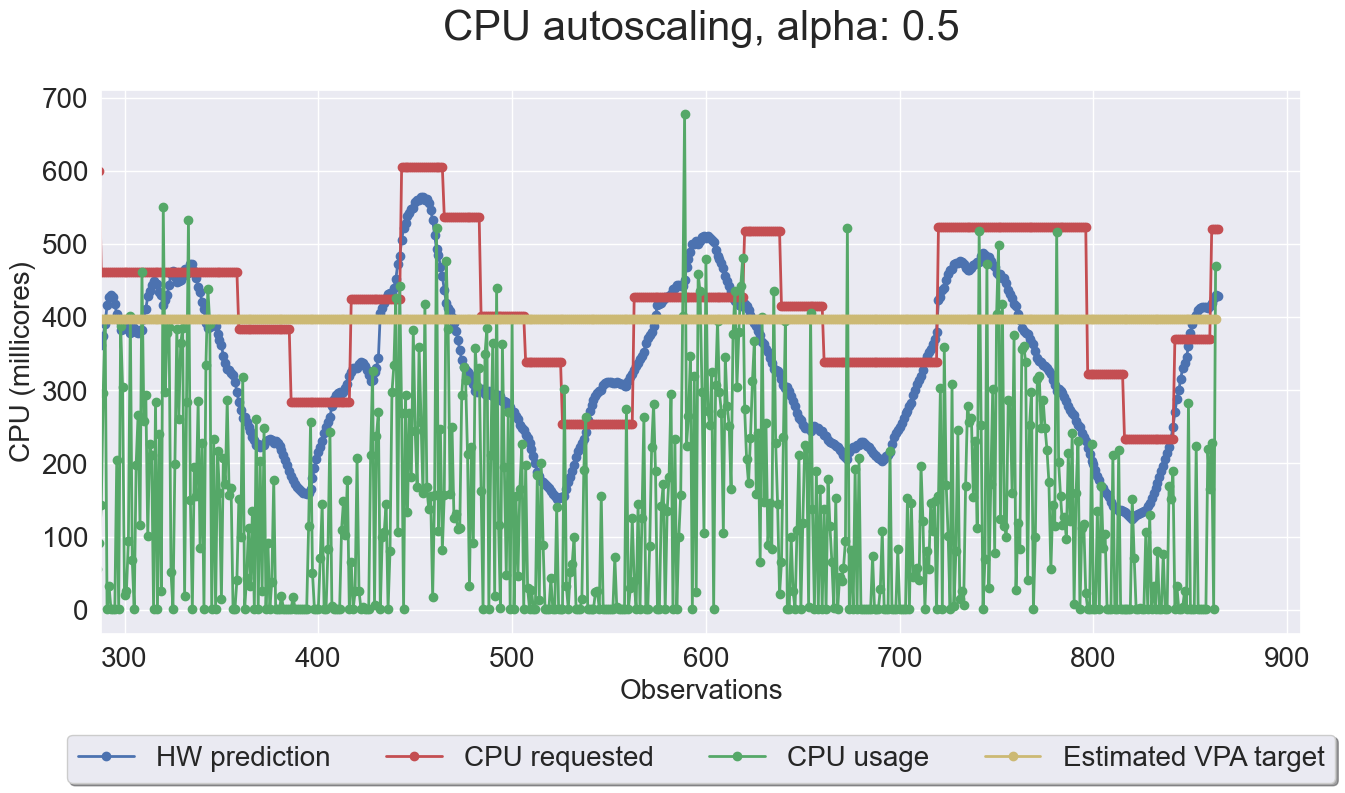 CPU autoscaling, alpha: 0.5
700
600
500
400
300
200
100
0
CPU (millicores)
300 400 500 600 700 800 900
Observations
HW prediction CPU requested CPU usage Estimated VPA target